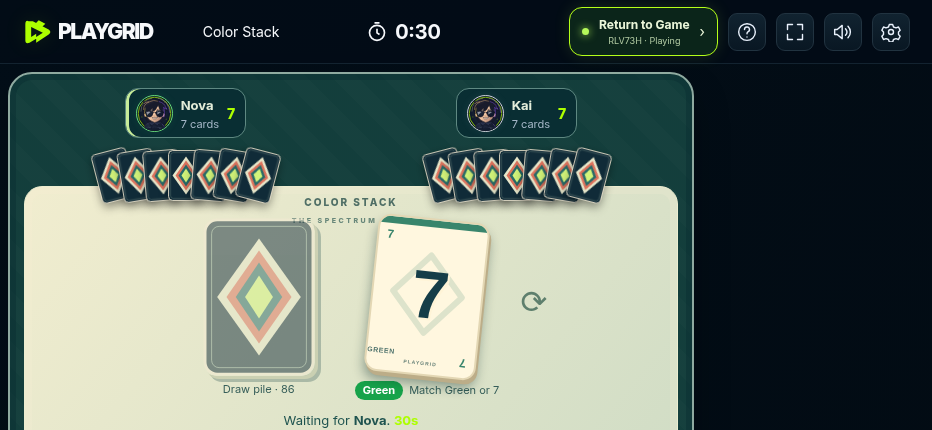 PLAYGRID
Color Stack
0:30
Return to Game
RLV73H · Playing
Nova
7 cards
7
Kai
7 cards
7
COLOR STACK
THE SPECTRUM
7
7
GREEN
PLAYGRID
7
Draw pile · 86
Green Match Green or 7
Waiting for Nova. 30s